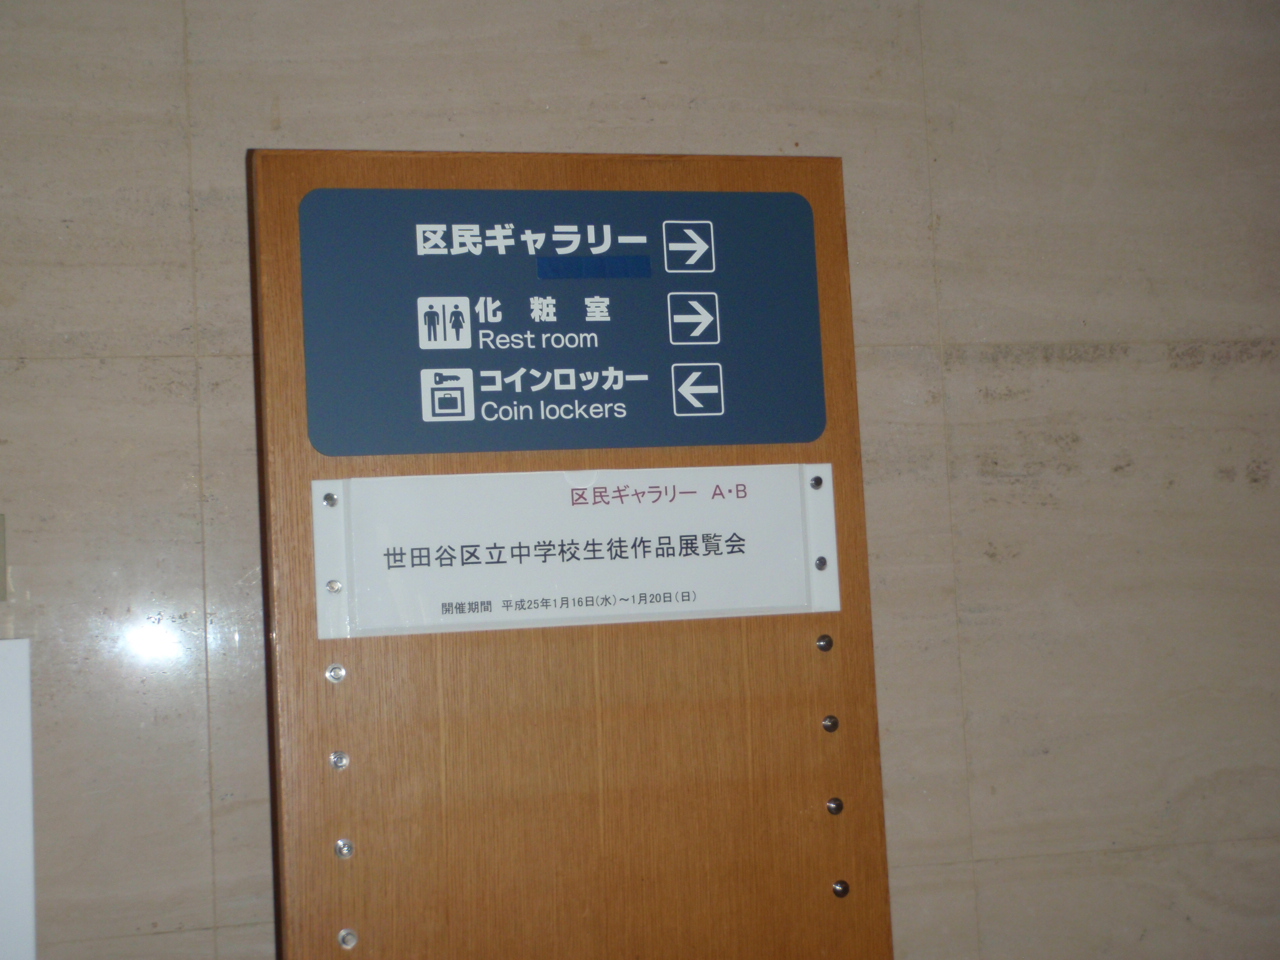 区民ギャラリー
化粧室
Rest room
コインロッカー
Coin lockers
区民ギャラリー A・B
世田谷区立中学校生徒作品展覧会
開催期間 平成25年1月16日(水)～1月20日(日)